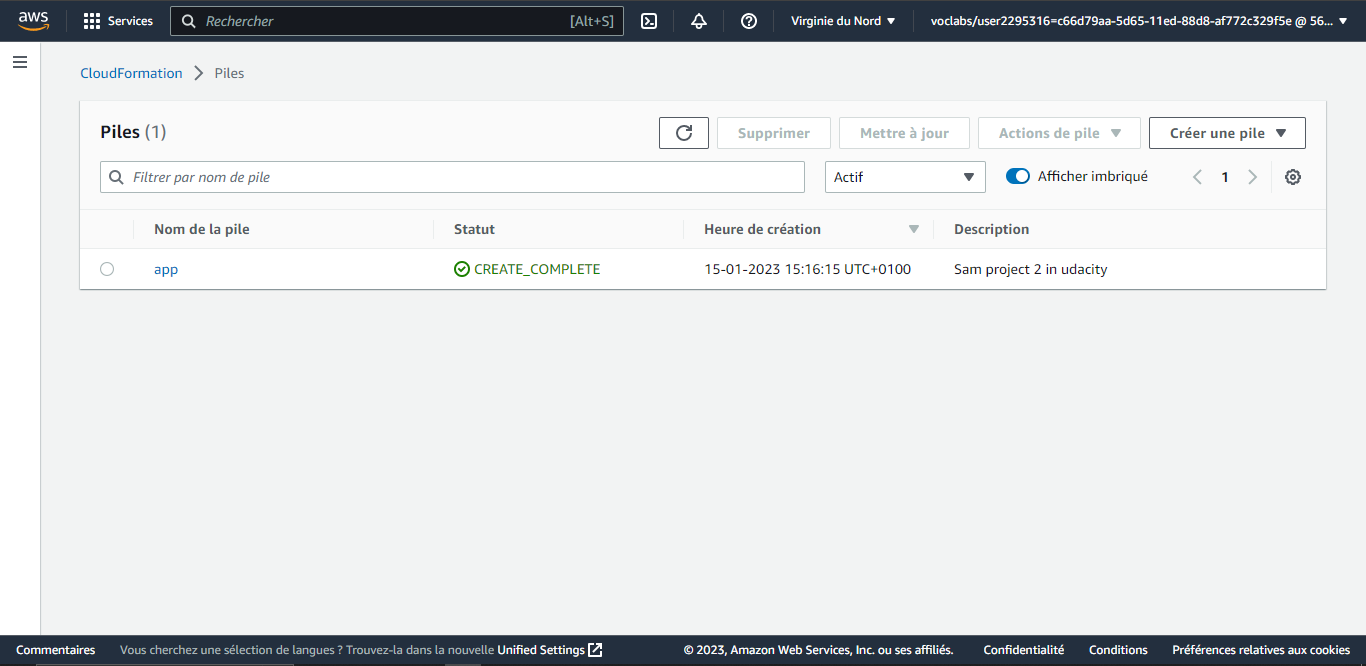 aws Services Rechercher [Alt+S] Virginie du Nord voclabs/user2295316=c66d79aa-5d65-11ed-88d8-af772c329f5e @ 56...
CloudFormation Piles
Piles (1) Supprimer Mettre à jour Actions de pile Créer une pile
Filtrer par nom de pile Actif Afficher imbriqué 1
Nom de la pile Statut Heure de création Description
app CREATE_COMPLETE 15-01-2023 15:16:15 UTC+0100 Sam project 2 in udacity
Commentaires Vous cherchez une sélection de langues ? Trouvez-la dans la nouvelle Unified Settings © 2023, Amazon Web Services, Inc. ou ses affiliés. Confidentialité Conditions Préférences relatives aux cookies